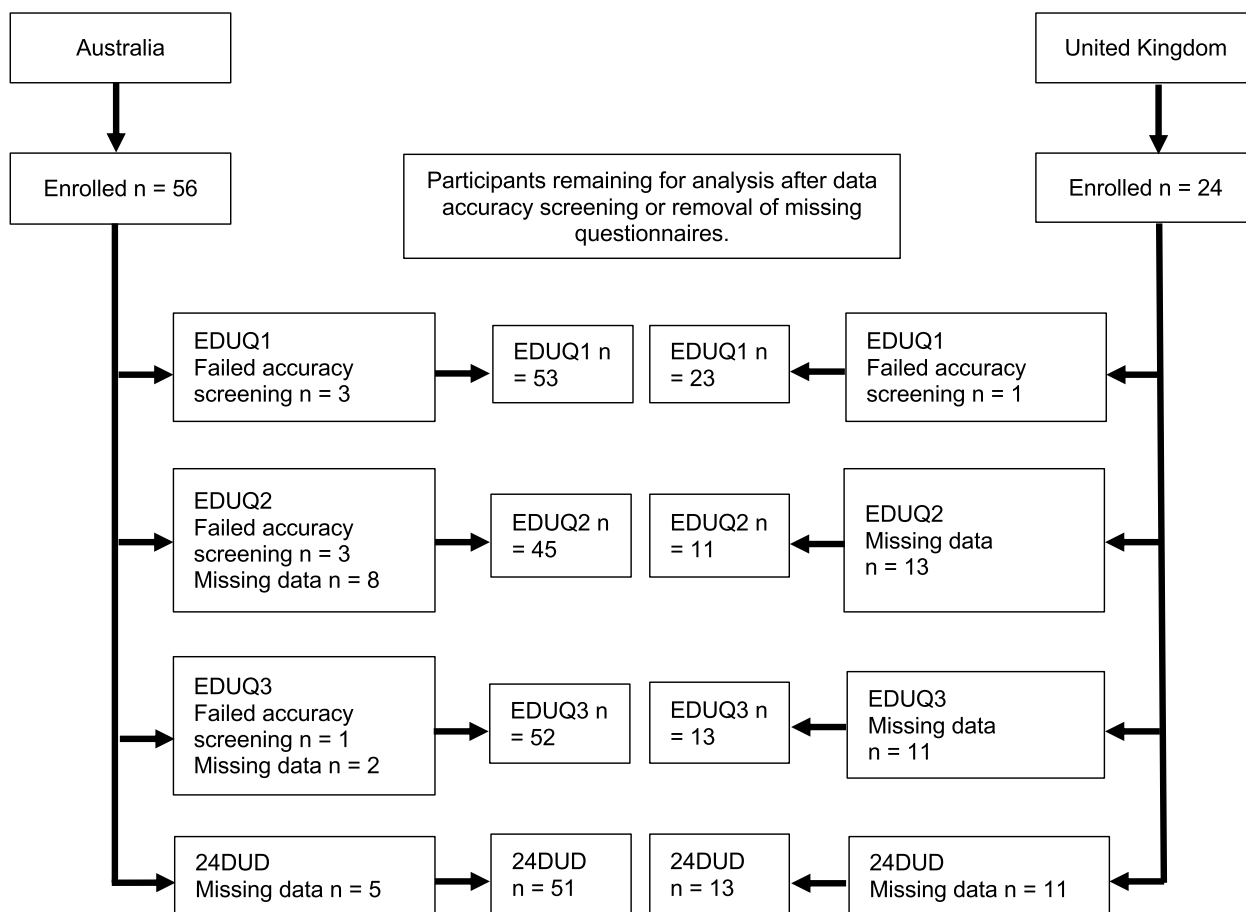 Australia
United Kingdom
Enrolled n = 56
Participants remaining for analysis after data
accuracy screening or removal of missing
questionnaires.
Enrolled n = 24
EDUQ1
Failed accuracy
screening n = 3
EDUQ1 n
= 53
EDUQ1 n
= 23
EDUQ1
Failed accuracy
screening n = 1
EDUQ2
Failed accuracy
screening n = 3
Missing data n = 8
EDUQ2 n
= 45
EDUQ2 n
= 11
EDUQ2
Missing data
n = 13
EDUQ3
Failed accuracy
screening n = 1
Missing data n = 2
EDUQ3 n
= 52
EDUQ3 n
= 13
EDUQ3
Missing data
n = 11
24DUD
Missing data n = 5
24DUD
n = 51
24DUD
n = 13
24DUD
Missing data n = 11